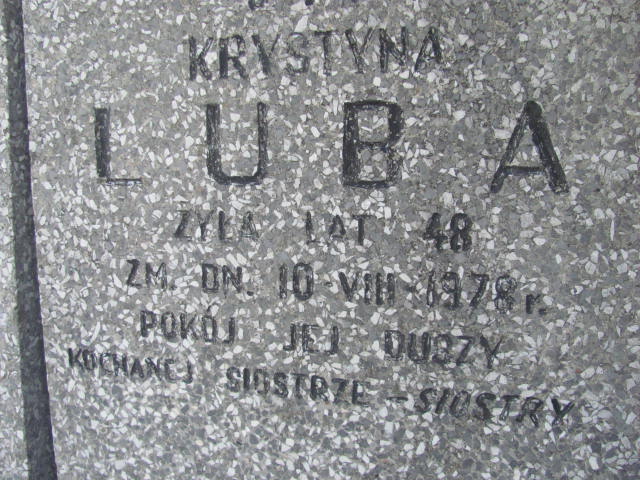 KRYSTYNA
LUBA
ŻYŁA LAT 48
ZM. DN. 10-VIII-1978 r.
POKÓJ JEJ DUSZY
KOCHANEJ SIOSTRZE - SIOSTRY